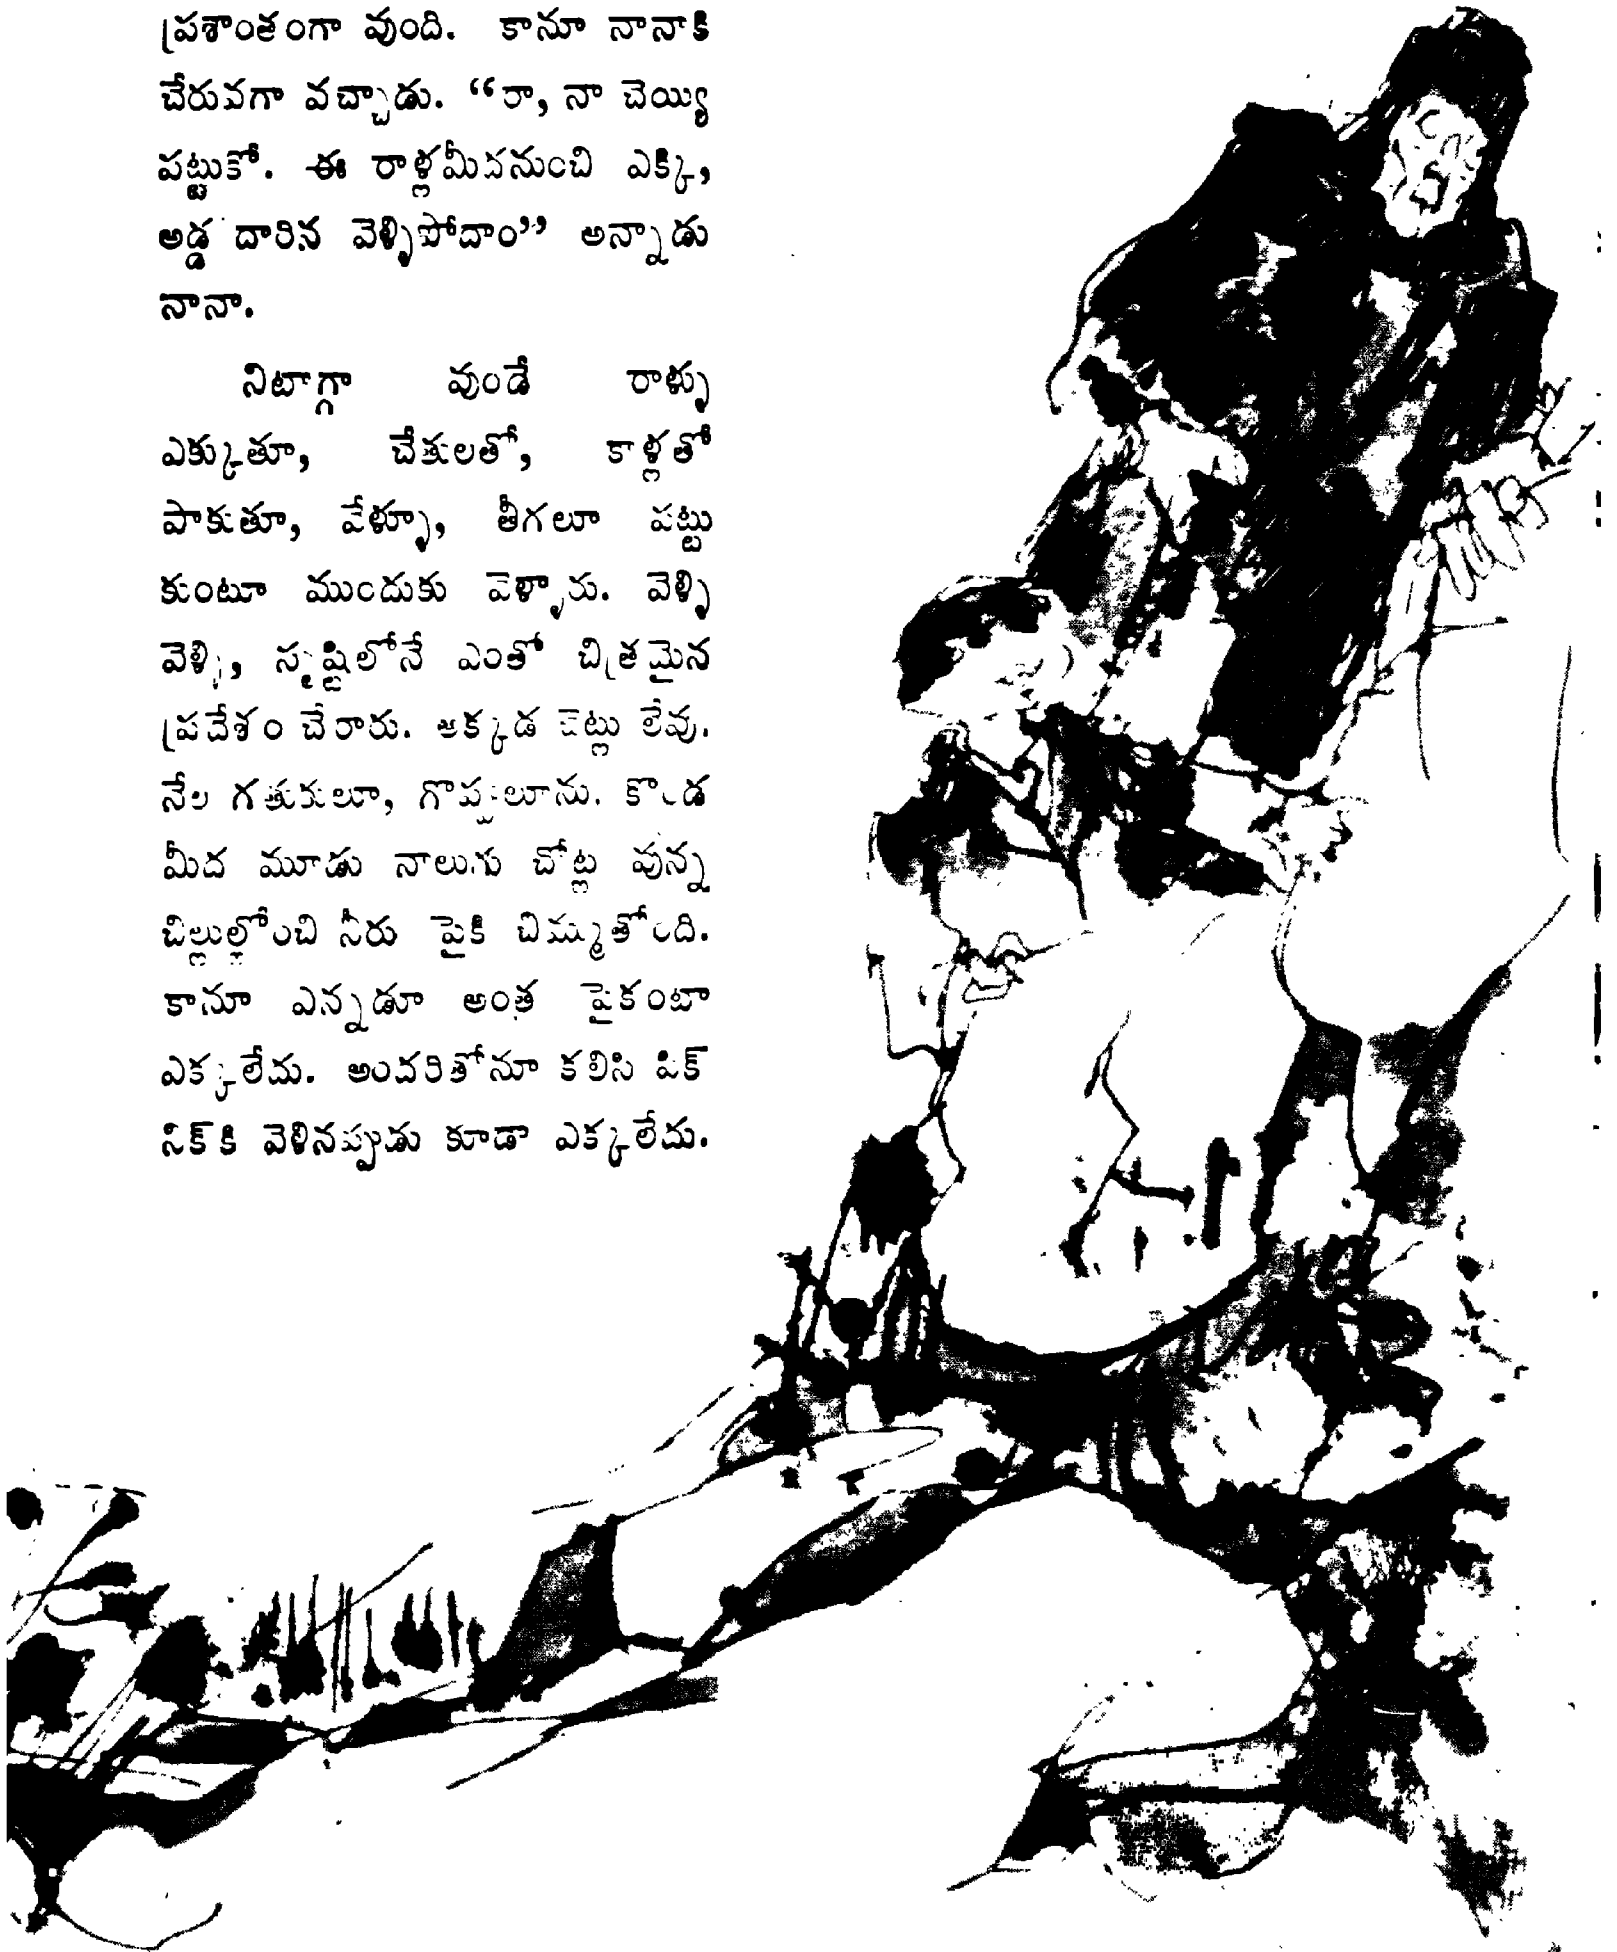 ప్రశాంతంగా వుంది. కానూ నానాకి
చేరువగా వచ్చాడు. “రా, నా చెయ్యి
పట్టుకో. ఈ రాళ్లమీదనుంచి ఎక్కి,
అడ్డ దారిన వెళ్ళిపోదాం” అన్నాడు
నానా.
నిటాగ్గా వుండే రాళ్ళు
ఎక్కుతూ, చేతులతో, కాళ్లతో
పాకుతూ, వేళ్ళూ, తీగలూ పట్టు
కుంటూ ముందుకు వెళ్ళారు. వెళ్ళి
వెళ్ళి, సృష్టిలోనే ఎంతో చిత్రమైన
ప్రదేశం చేరారు. అక్కడ చెట్లు లేవు.
నేల గతుకులూ, గొప్పులూను. కొండ
మీద మూడు నాలుగు చోట్ల వున్న
చిల్లుల్లోంచి నీరు పైకి చిమ్ముతోంది.
కానూ ఎన్నడూ అంత పైకంటా
ఎక్కలేదు. అందరితోనూ కలిసి పిక్
నిక్‌కి వెళినప్పుడు కూడా ఎక్కలేదు.